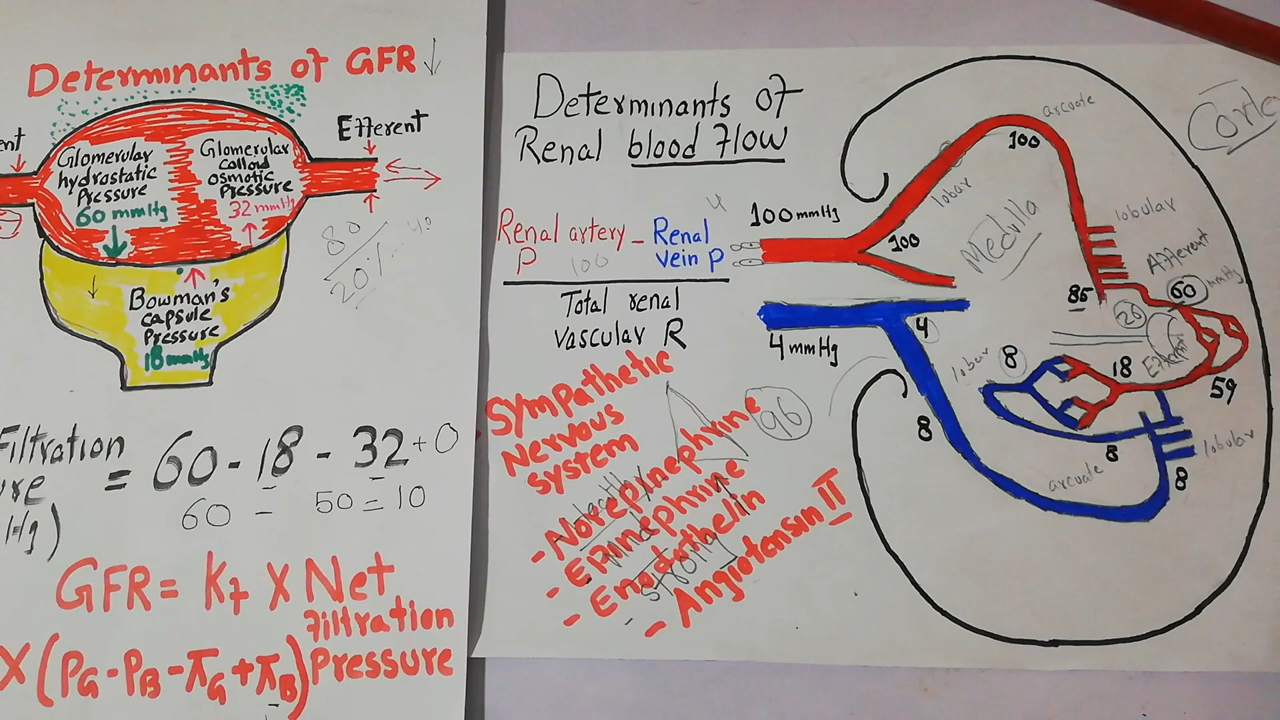 Determinants of GFR ↓
Efferent
Glomerular
hydrostatic
Pressure
60 mmHg
Glomerular
colloid
osmotic
Pressure
32 mmHg
Bowman's
capsule
Pressure
18 mmHg
80
20%
Filtration
= 60 - 18 - 32 + 0
60 - 50 = 10
GFR = Kf X Net
filtration
Pressure
X (PG - PB - πG + πB)
Determinants of
Renal blood flow
Renal artery P - Renal vein P
100
4
Total renal
vascular R
Sympathetic
Nervous
system
- Norepinephrine
- Epinephrine
- Endothelin
- Angiotensin II
96
100 mmHg
100
lobar
100
arcuate
Cortex
Medulla
lobular
Afferent
85
60 mmHg
26
Efferent
59
18
8
4 mmHg
4
lobar
8
arcuate
8
lobular
8